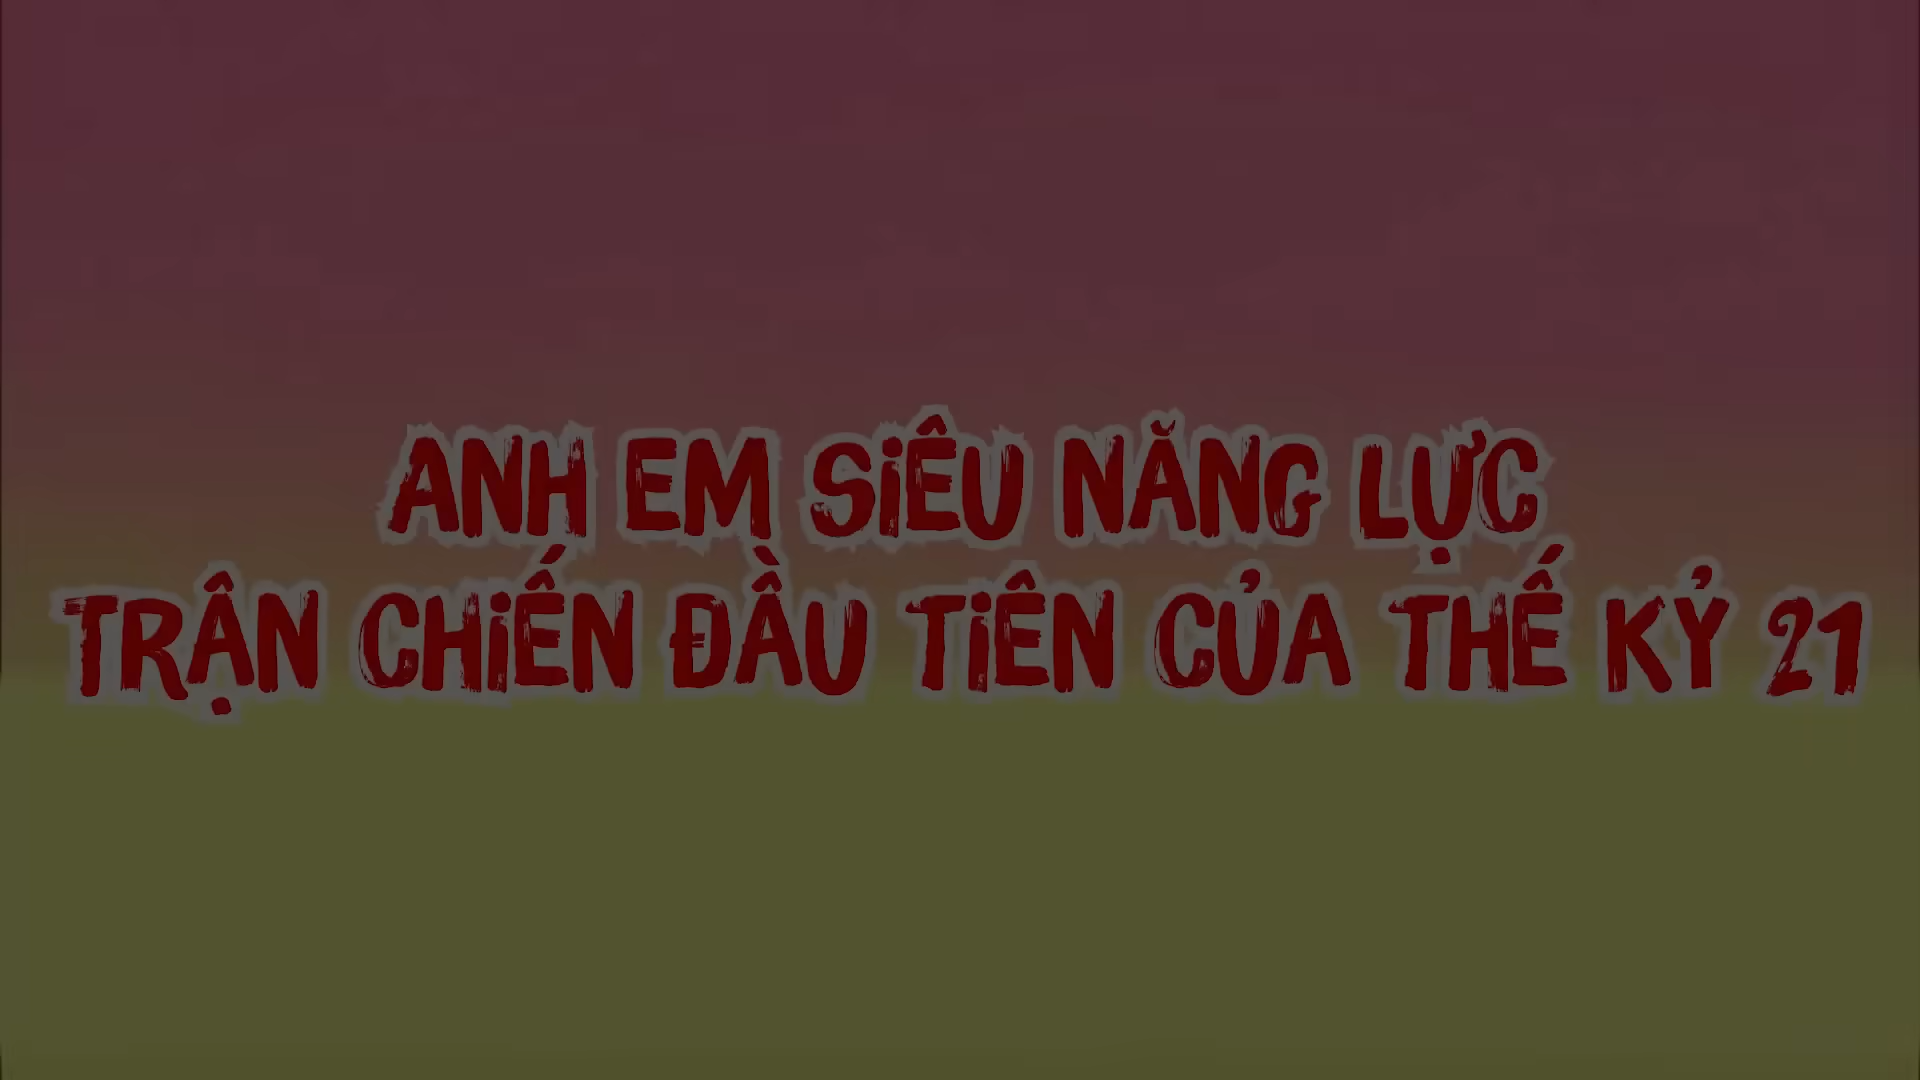 ANH EM SIÊU NĂNG LỰC
TRẬN CHIẾN ĐẦU TIÊN CỦA THẾ KỶ 21